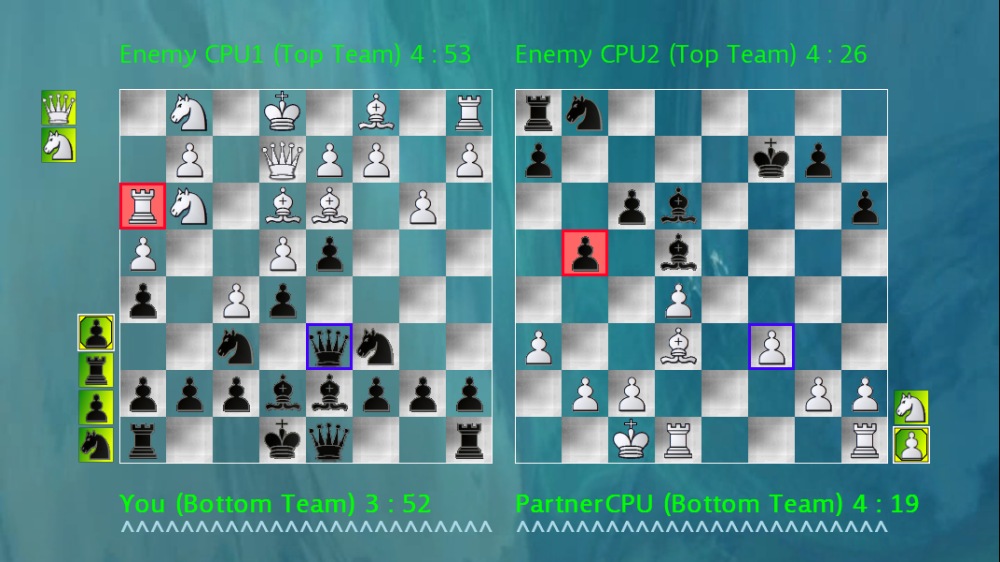 Enemy CPU1 (Top Team) 4 : 53
Enemy CPU2 (Top Team) 4 : 26
You (Bottom Team) 3 : 52
PartnerCPU (Bottom Team) 4 : 19
^^^^^^^^^^^^^^^^^^^^^^^^^
^^^^^^^^^^^^^^^^^^^^^^^^^